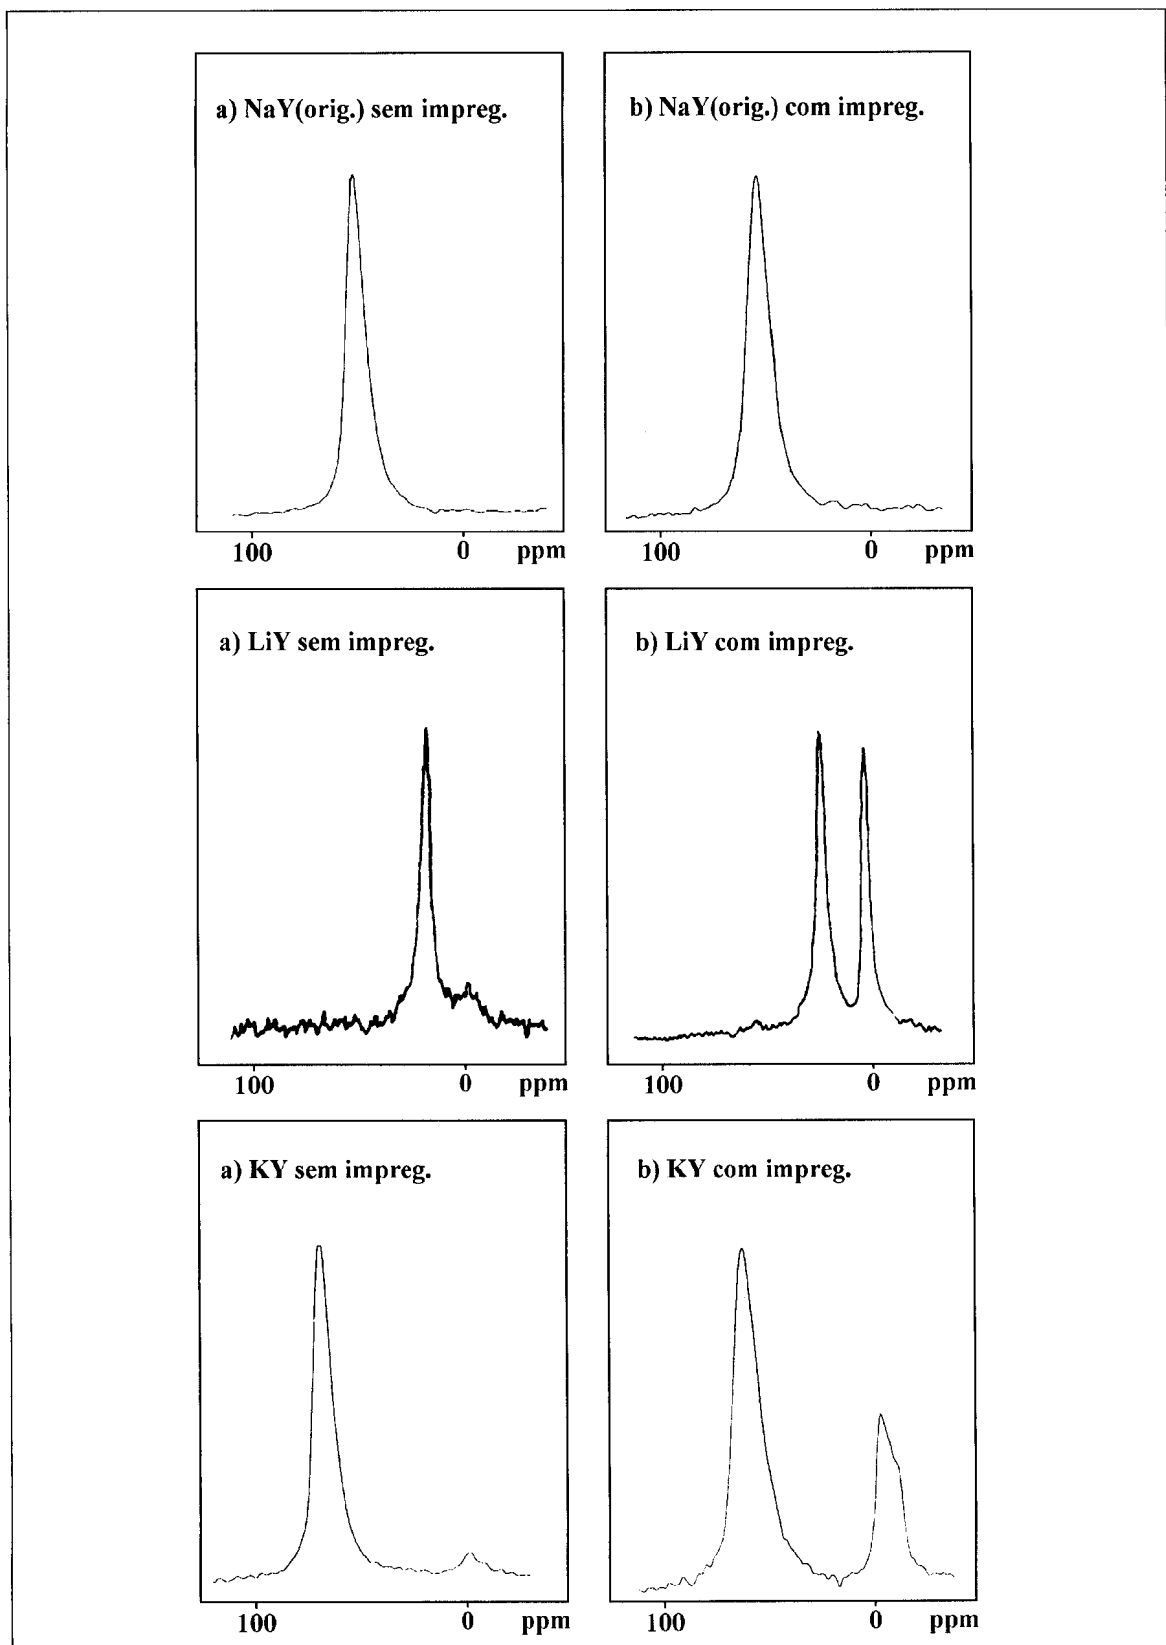 a) NaY(orig.) sem impreg.
100 0 ppm
b) NaY(orig.) com impreg.
100 0 ppm
a) LiY sem impreg.
100 0 ppm
b) LiY com impreg.
100 0 ppm
a) KY sem impreg.
100 0 ppm
b) KY com impreg.
100 0 ppm